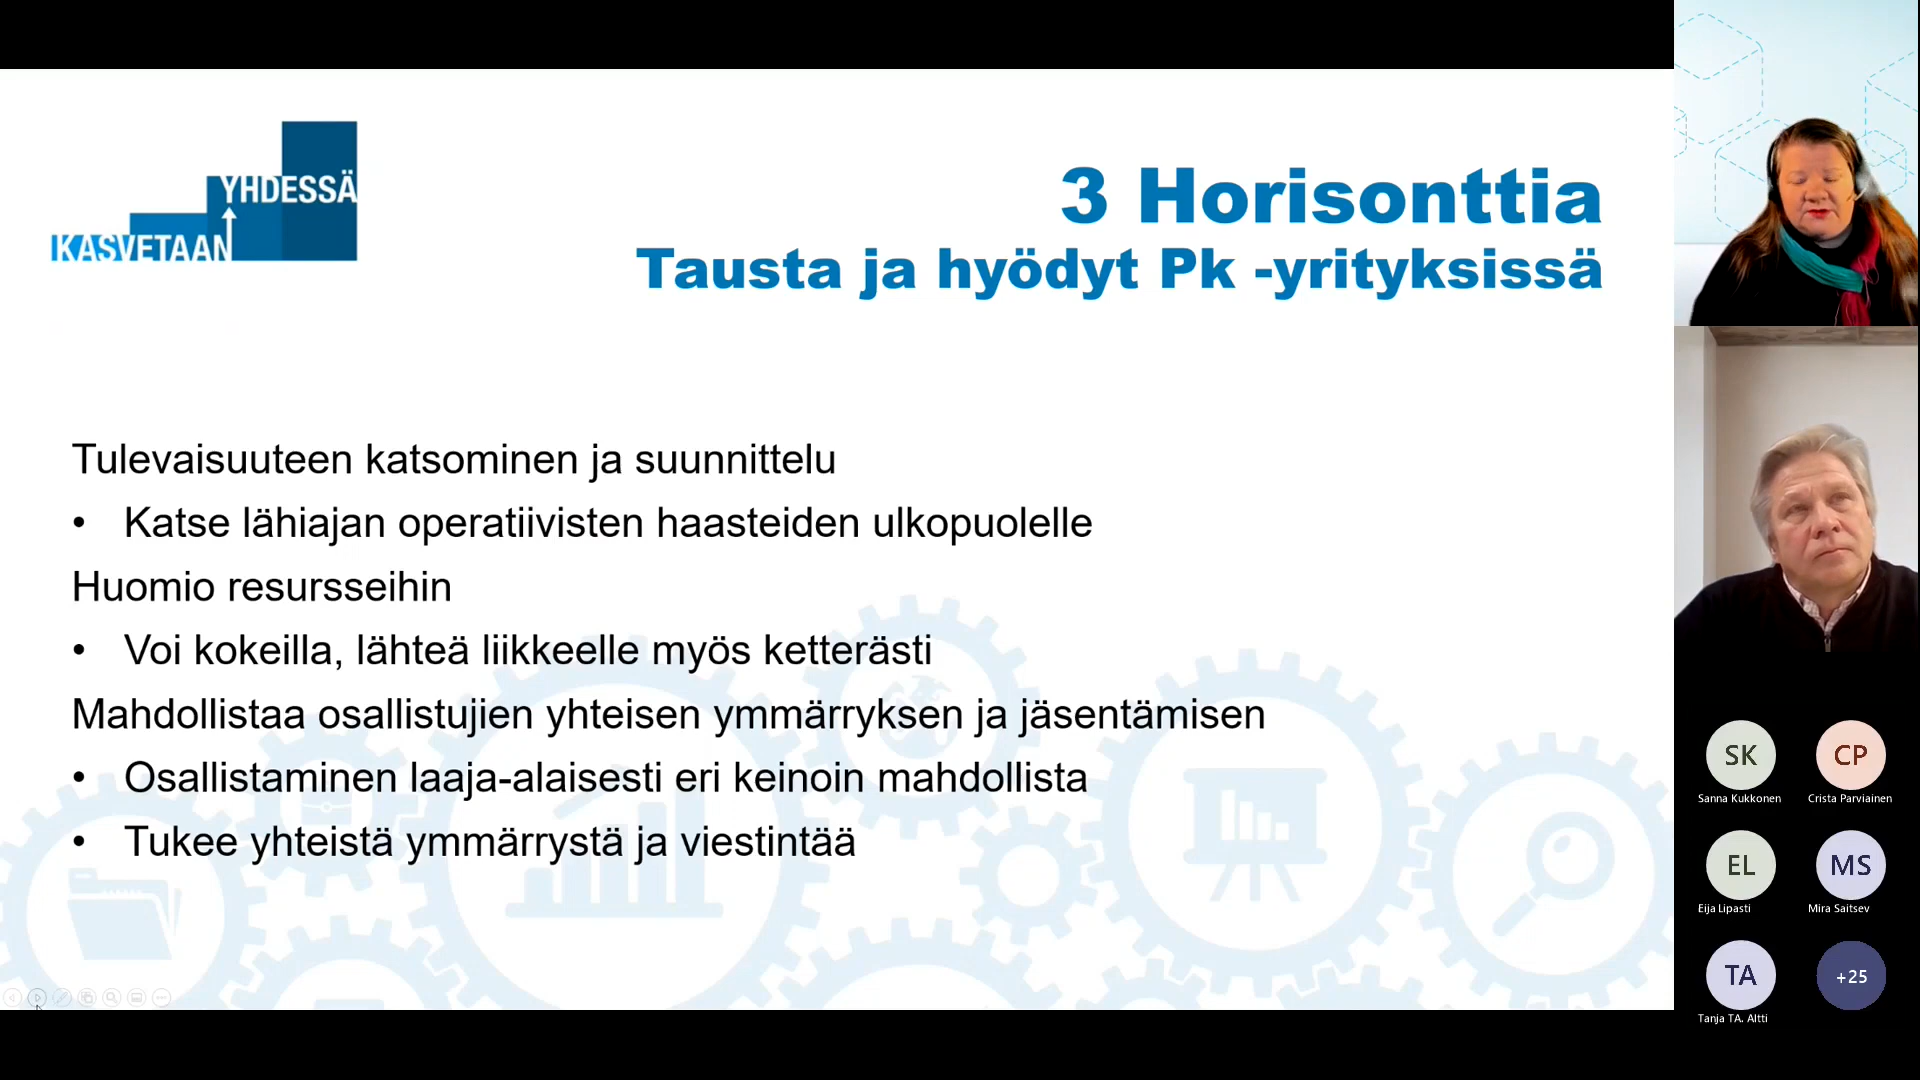 YHDESSÄ
KASVETAAN
3 Horisonttia
Tausta ja hyödyt Pk -yrityksissä
Tulevaisuuteen katsominen ja suunnittelu
• Katse lähiajan operatiivisten haasteiden ulkopuolelle
Huomio resursseihin
• Voi kokeilla, lähteä liikkeelle myös ketterästi
Mahdollistaa osallistujien yhteisen ymmärryksen ja jäsentämisen
• Osallistaminen laaja-alaisesti eri keinoin mahdollista
• Tukee yhteistä ymmärrystä ja viestintää
SK
CP
Sanna Kukkonen
Crista Parviainen
EL
MS
Eija Lipasti
Mira Saitsev
TA
+25
Tanja TA. Altti